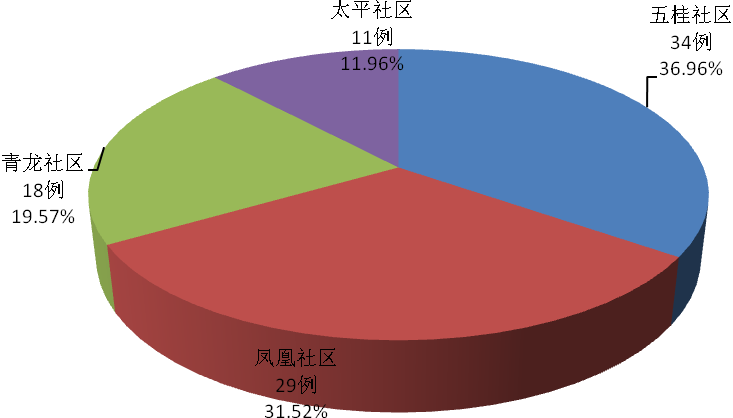 太平社区
11例
11.96%
五桂社区
34例
36.96%
青龙社区
18例
19.57%
凤凰社区
29例
31.52%